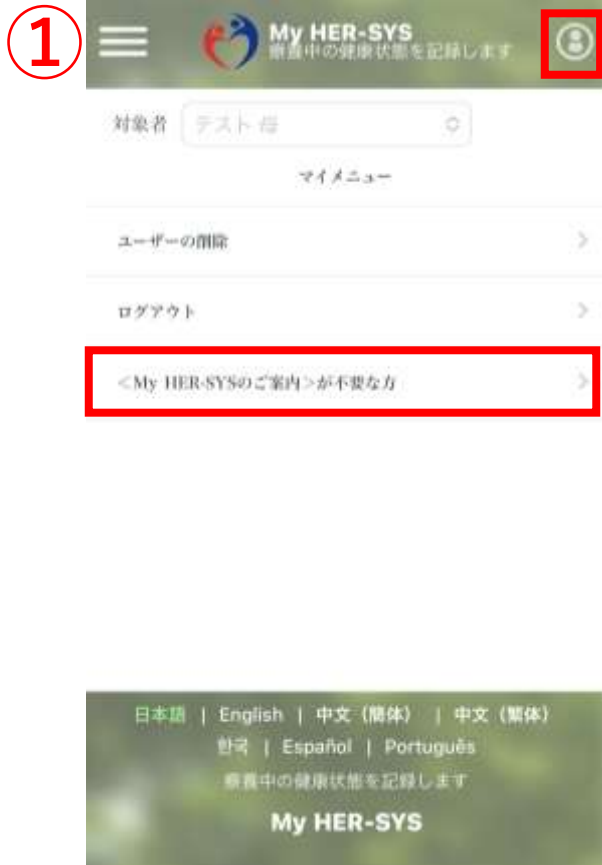 ①
My HER-SYS
療養中の健康状態を記録します
対象者 テスト 母
マイメニュー
ユーザーの削除
ログアウト
<My HER-SYSのご案内>が不要な方
日本語 | English | 中文（簡体） | 中文（繁体）
한국 | Español | Português
療養中の健康状態を記録します
My HER-SYS